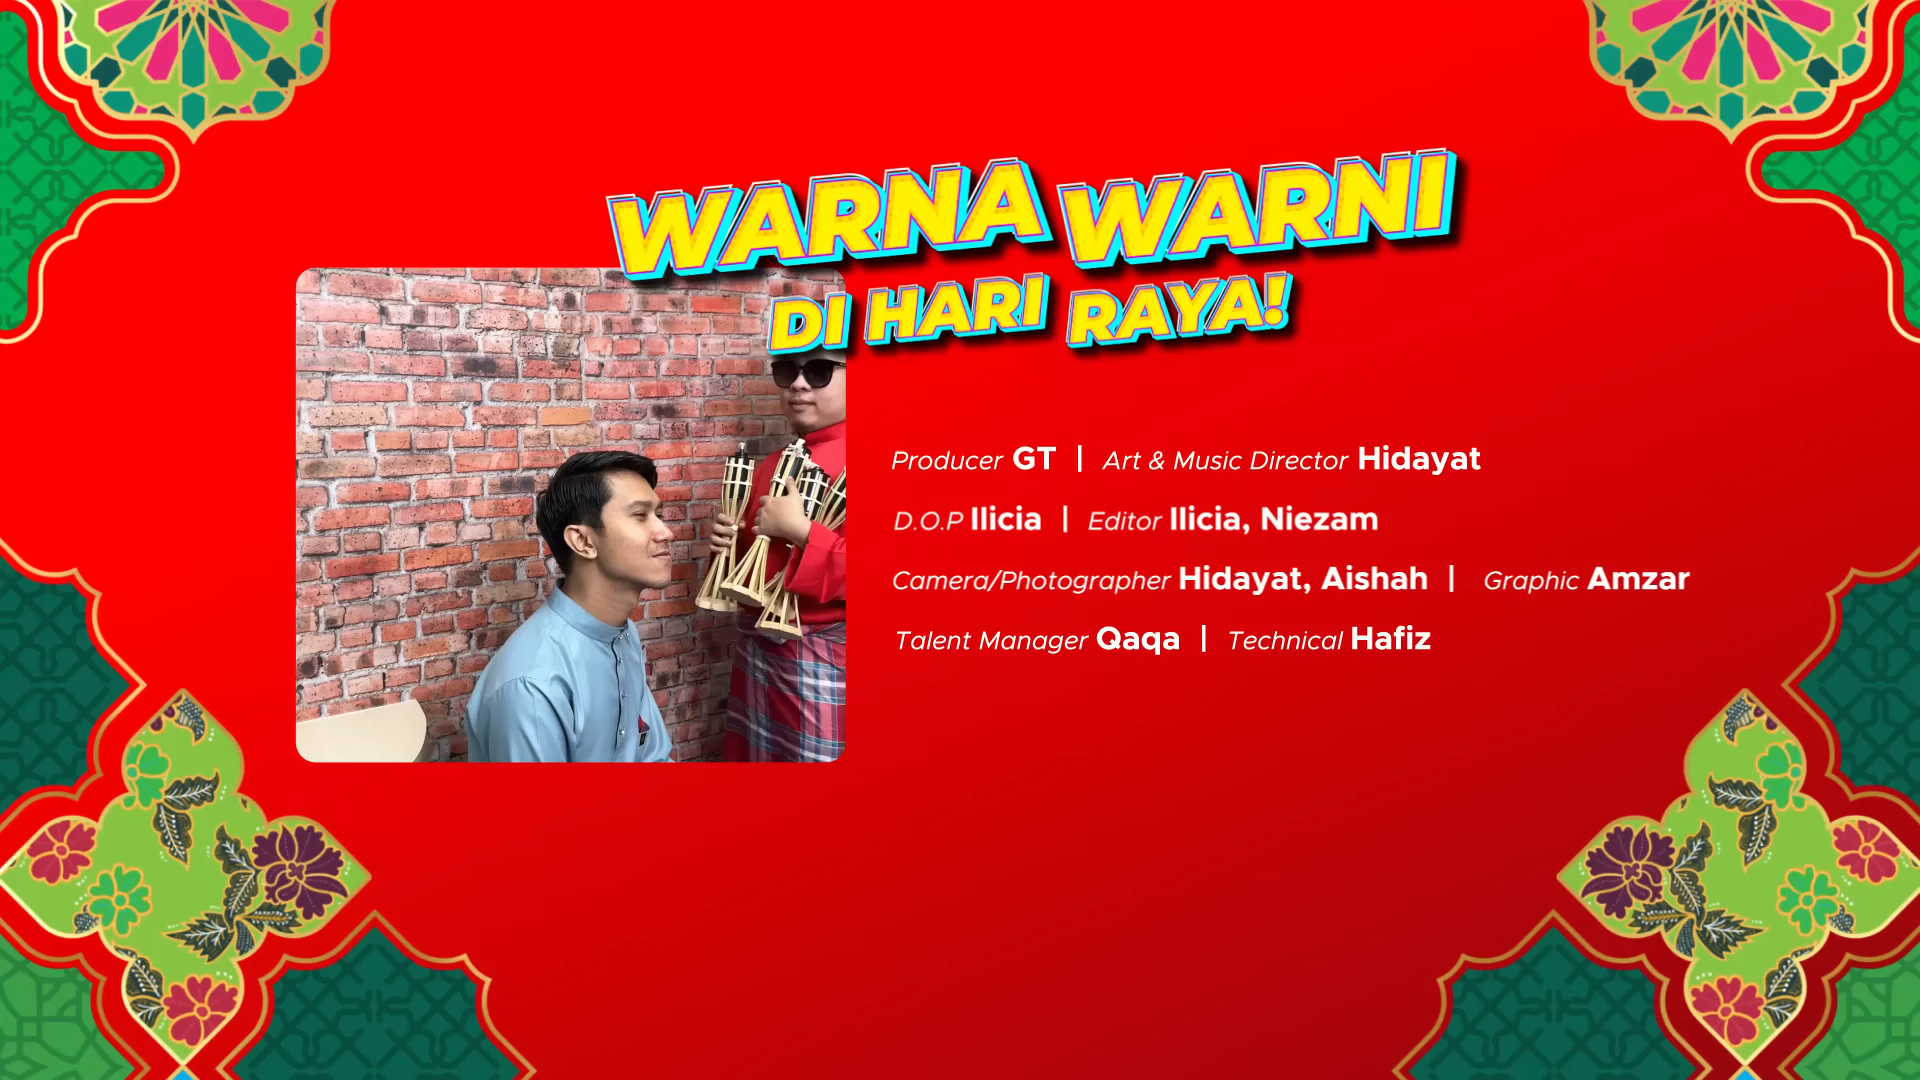 WARNA WARNI
DI HARI RAYA!
Producer GT | Art & Music Director Hidayat
D.O.P Ilicia | Editor Ilicia, Niezam
Camera/Photographer Hidayat, Aishah | Graphic Amzar
Talent Manager Qaqa | Technical Hafiz